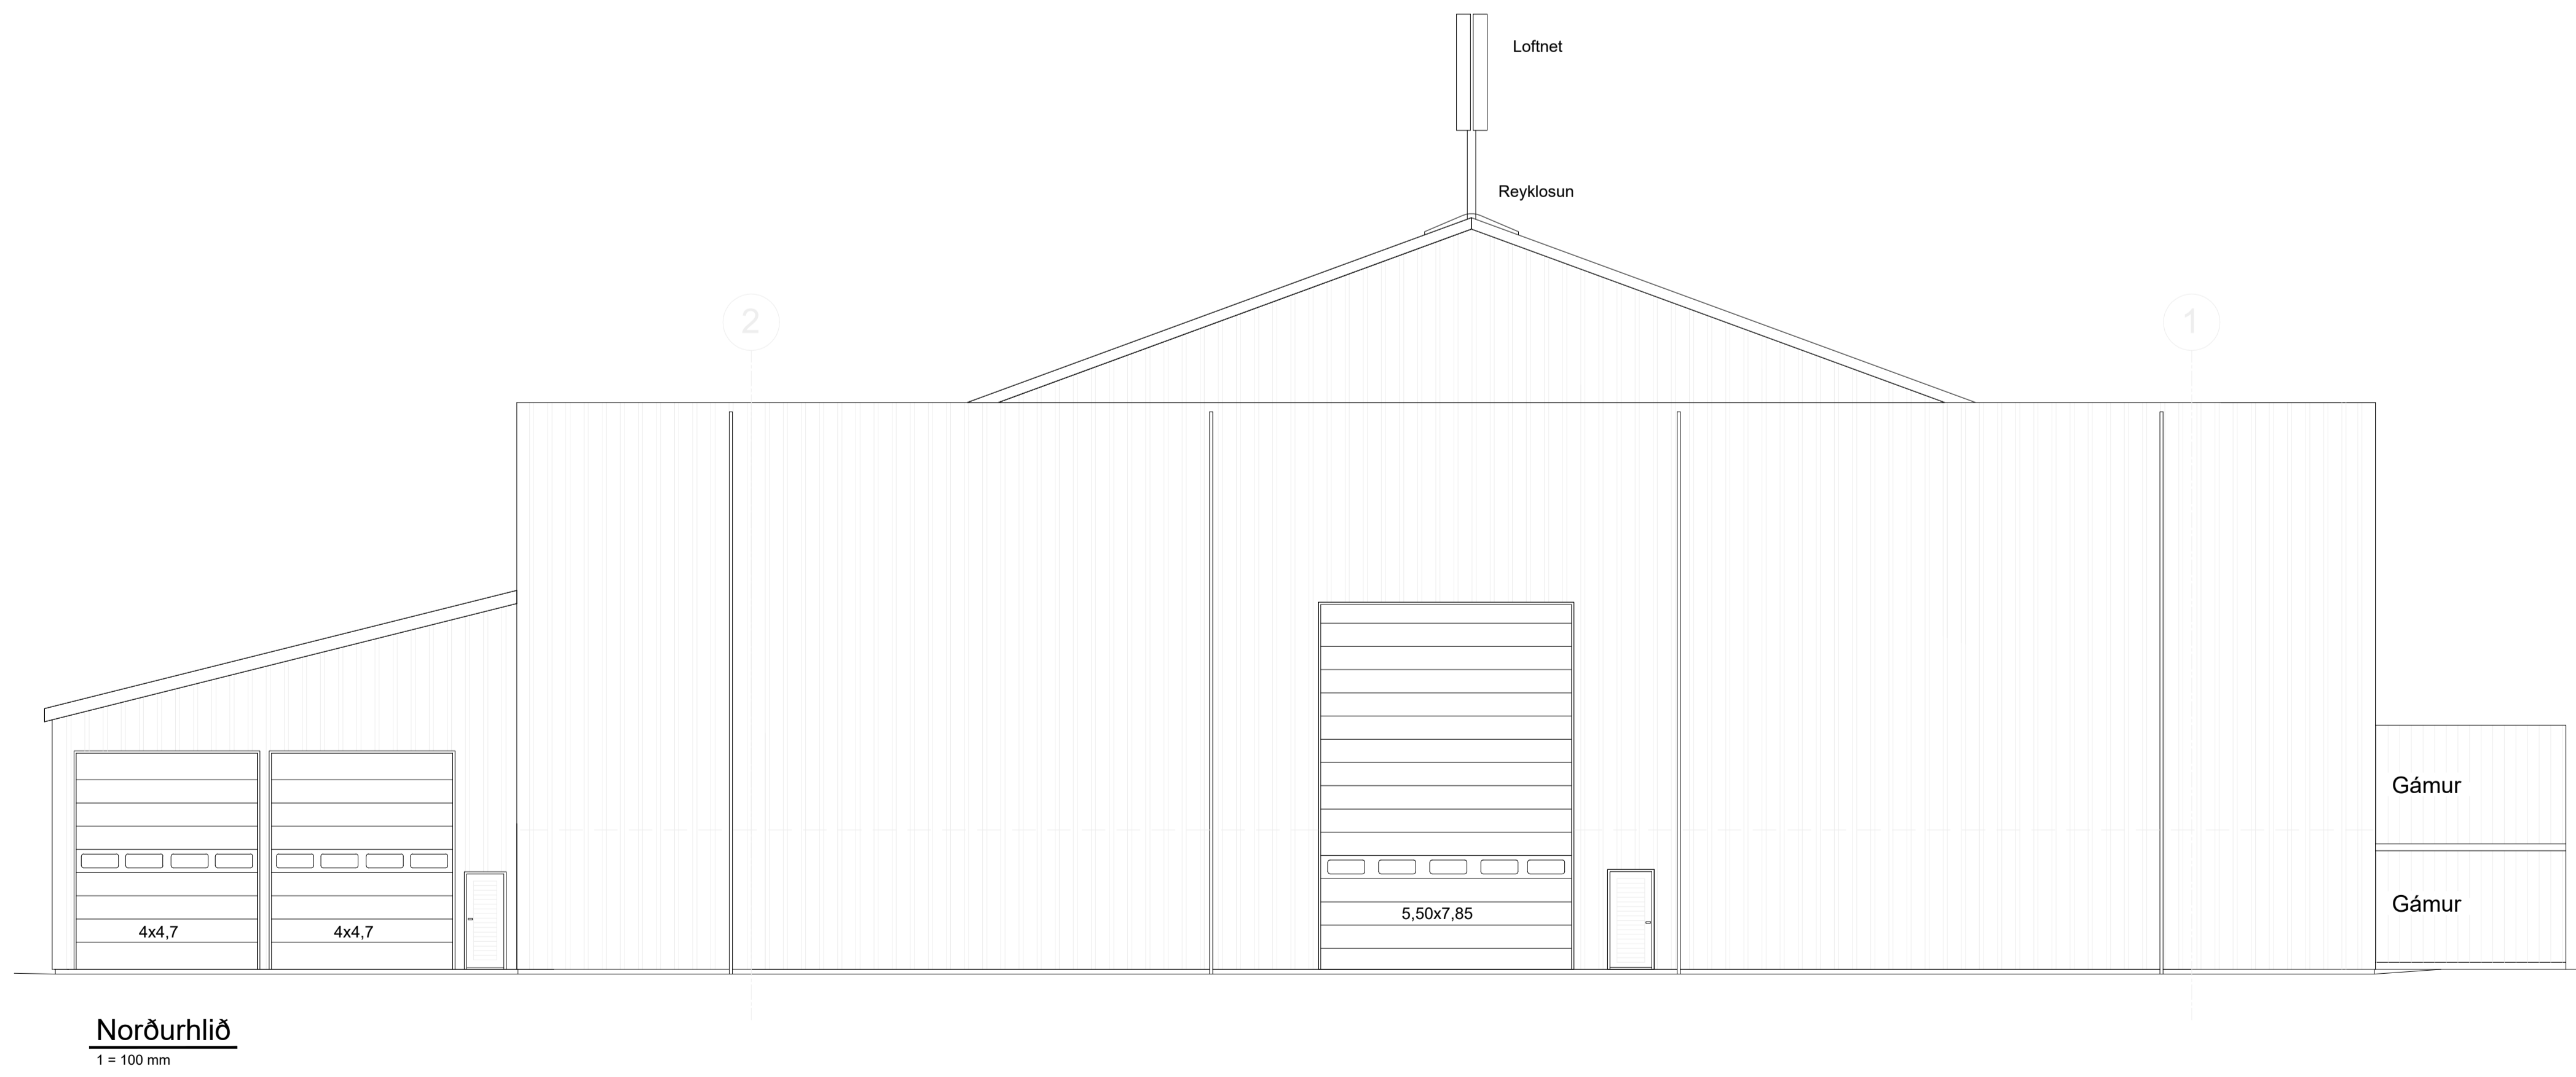 Loftnet
Reyklosun
2
1
Gámur
Gámur
5,50x7,85
4x4,7
4x4,7
Norðurhlið
1 = 100 mm